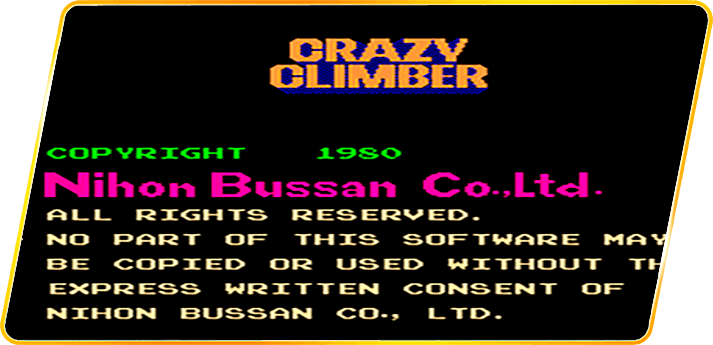 CRAZY
CLIMBER
COPYRIGHT 1980
Nihon Bussan Co.,Ltd.
ALL RIGHTS RESERVED.
NO PART OF THIS SOFTWARE MAY
BE COPIED OR USED WITHOUT TH
EXPRESS WRITTEN CONSENT OF
NIHON BUSSAN CO., LTD.